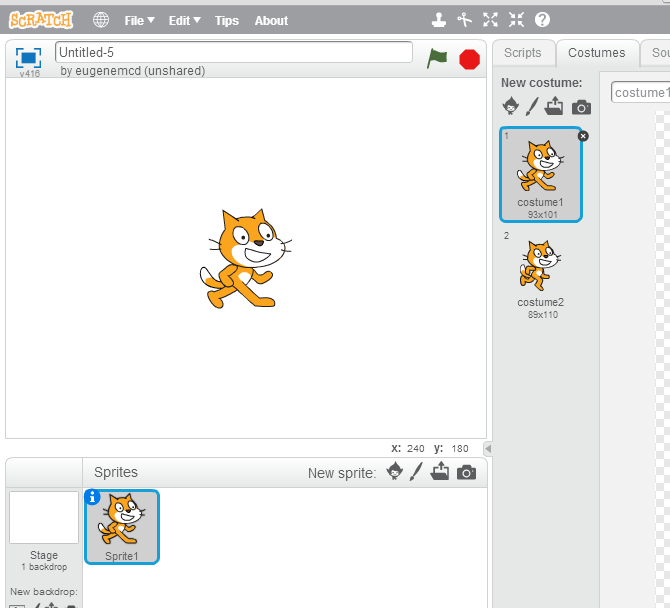 SCRATCH File Edit Tips About
Untitled-5
v416
by eugenemcd (unshared)
Scripts Costumes Sou
New costume:
costume1
1
costume1
93x101
2
costume2
89x110
x: 240 y: 180
Sprites New sprite:
Sprite1
Stage
1 backdrop
New backdrop: